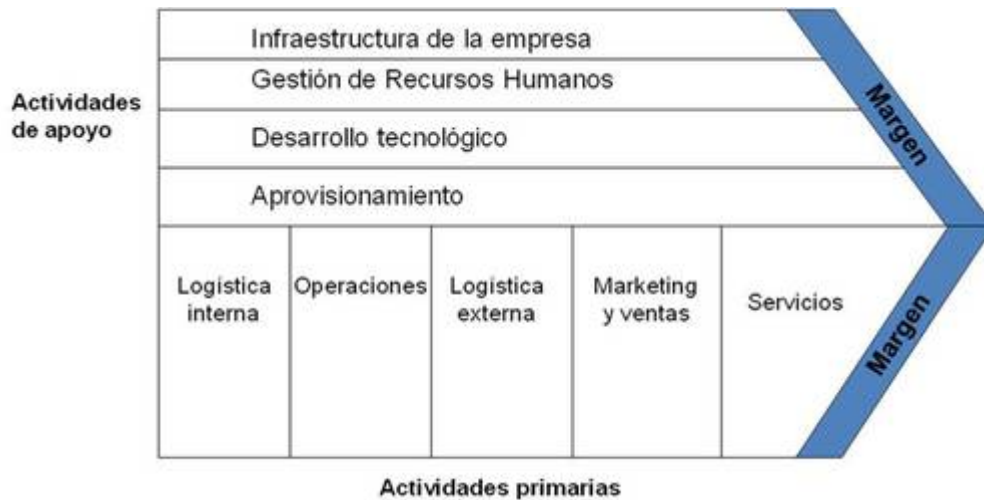 Infraestructura de la empresa
Gestión de Recursos Humanos
Actividades
de apoyo
Desarrollo tecnológico
Aprovisionamiento
Margen
Logística
interna
Operaciones
Logística
externa
Marketing
y ventas
Servicios
Margen
Actividades primarias